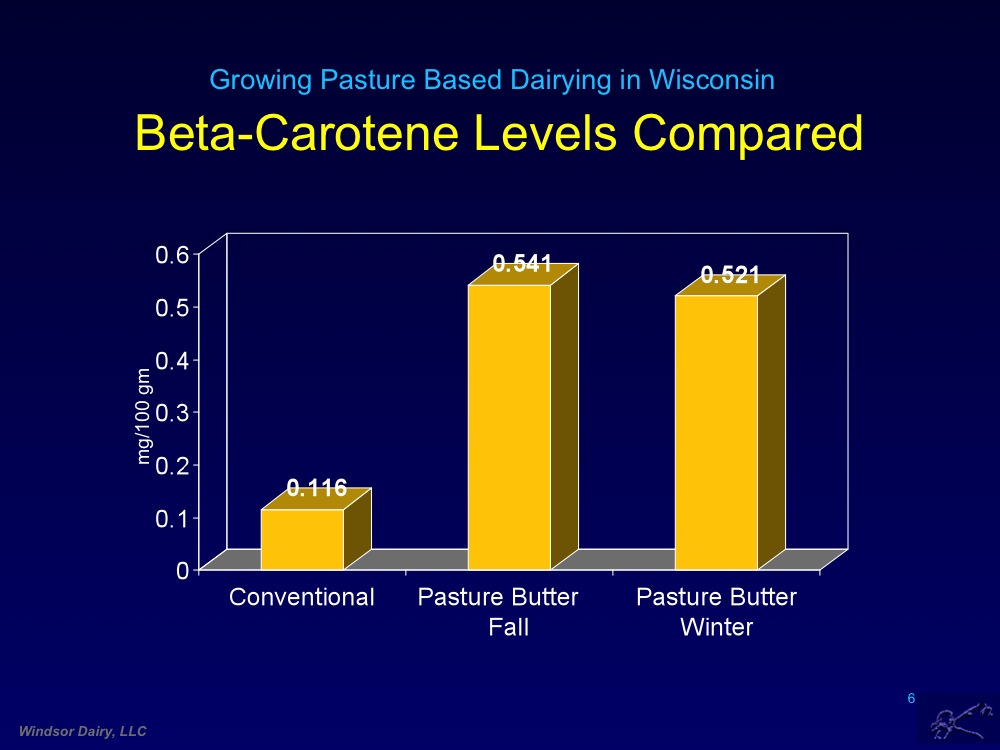 Growing Pasture Based Dairying in Wisconsin
Beta-Carotene Levels Compared
mg/100 gm
0.6
0.5
0.4
0.3
0.2
0.1
0
0.116
0.541
0.521
Conventional
Pasture Butter
Fall
Pasture Butter
Winter
6
Windsor Dairy, LLC